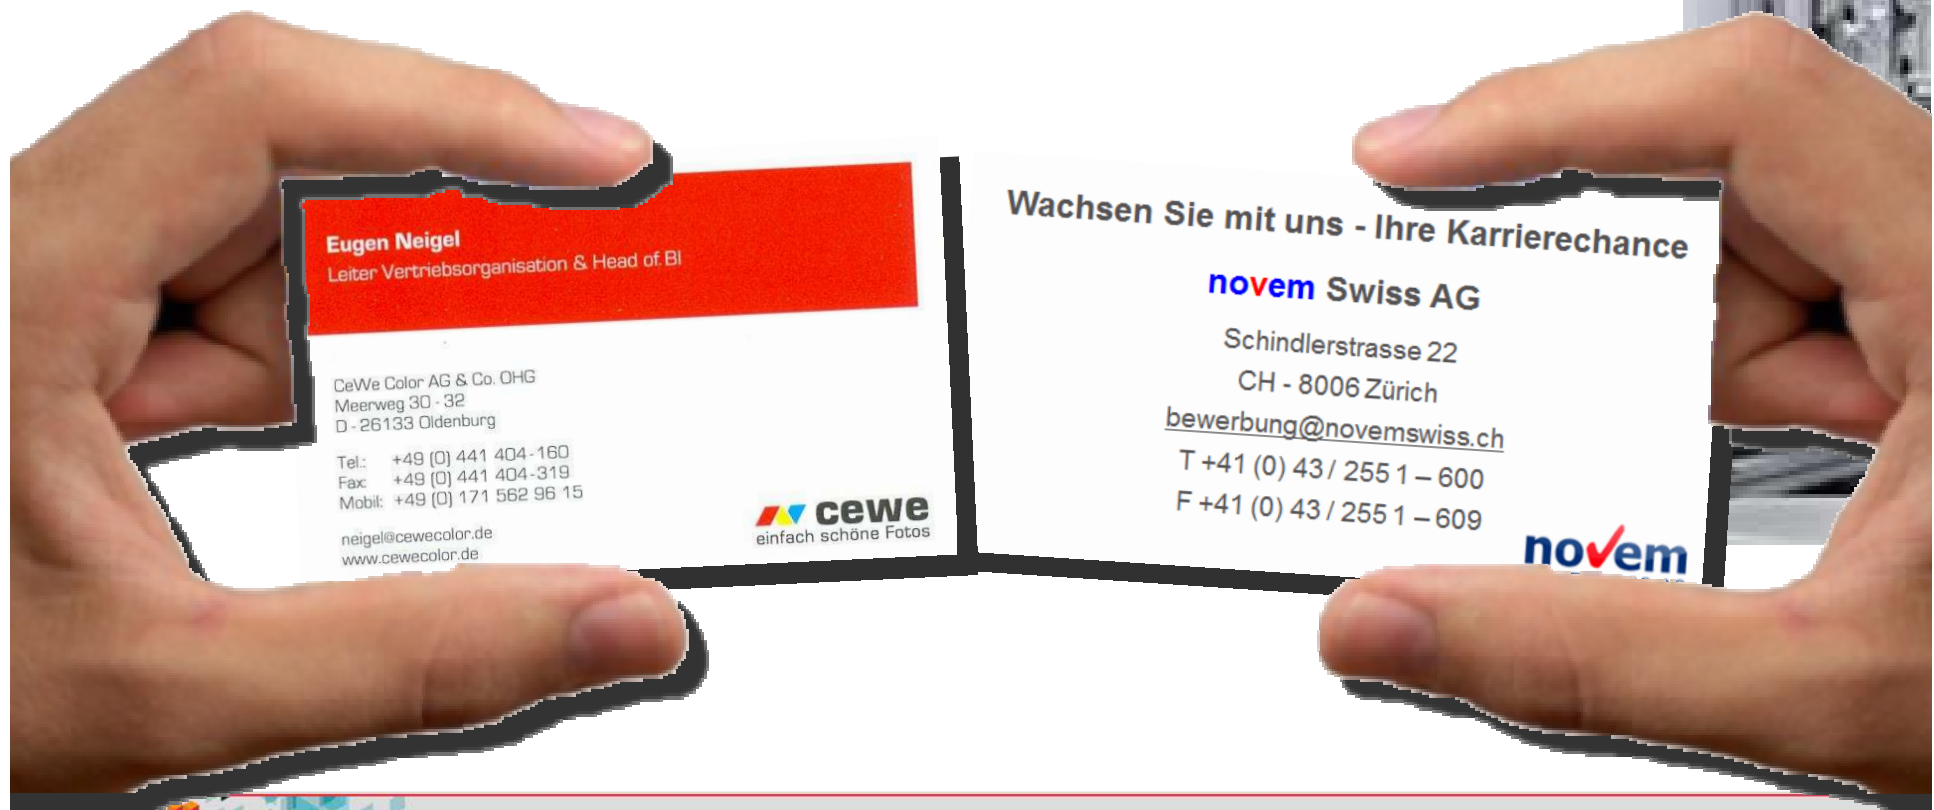 Eugen Neigel
Leiter Vertriebsorganisation & Head of BI
CeWe Color AG & Co. OHG
Meerweg 30 - 32
D - 26133 Oldenburg
Tel.: +49 (0) 441 404-160
Fax: +49 (0) 441 404-319
Mobil: +49 (0) 171 562 96 15
neigel@cewecolor.de
www.cewecolor.de
cewe
einfach schöne Fotos
Wachsen Sie mit uns - Ihre Karrierechance
novem Swiss AG
Schindlerstrasse 22
CH - 8006 Zürich
bewerbung@novemswiss.ch
T +41 (0) 43 / 255 1 – 600
F +41 (0) 43 / 255 1 – 609
novem